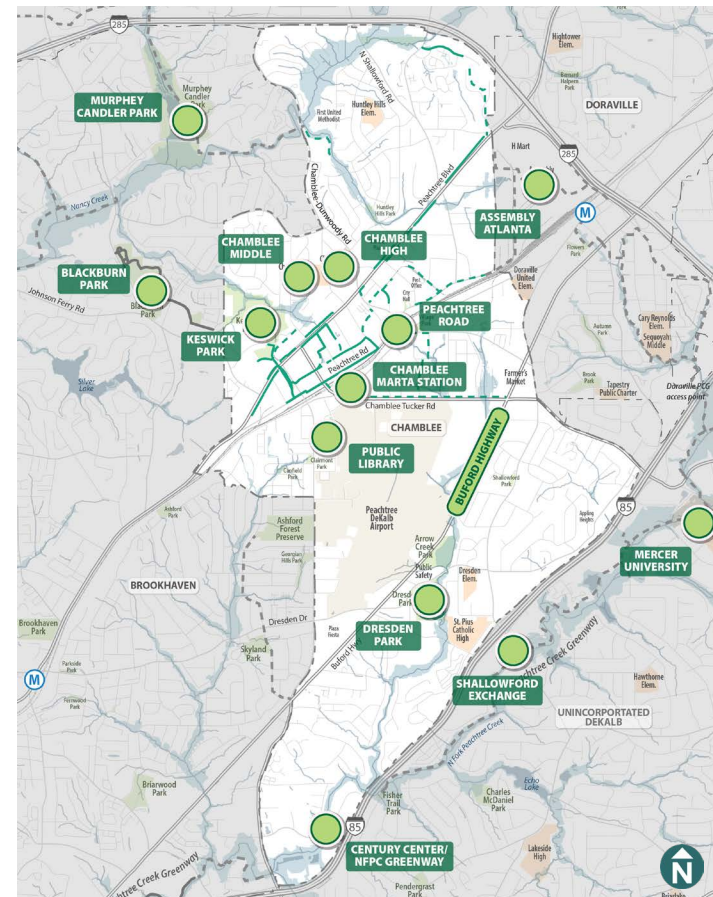 285
Hightower
Elem.
N Shallowford Rd
Murphey
Candler
Park
MURPHEY
CANDLER PARK
Huntley Hills
Elem.
First United
Methodist
Bernard
Halpern
Park
DORAVILLE
H Mart
285
Peachtree Blvd
Chamblee-Dunwoody Rd
Nancy Creek
Huntley
Hills Park
ASSEMBLY
ATLANTA
M
CHAMBLEE
MIDDLE
CHAMBLEE
HIGH
Flowers Park
BLACKBURN
PARK
Park
Johnson Ferry Rd
Post
Office
City
Hall
Doraville
United
Elem.
KESWICK
PARK
PEACHTREE
ROAD
Cary Reynolds
Elem.
Sequoyah
Middle
Autumn
Park
Peachtree Rd
CHAMBLEE
MARTA STATION
Silver
Lake
Farmer's
Market
Brook
Park
Tapestry
Public Charter
Doraville PCG
access point
Chamblee Tucker Rd
CHAMBLEE
PUBLIC
LIBRARY
Clairmont
Park
Canfield
Park
BUFORD HIGHWAY
Shallowford
Park
85
Peachtree
DeKalb
Airport
Ashford
Park
Ashford
Forest
Preserve
Appling
Heights
MERCER
UNIVERSITY
Georgian
Hills Park
Arrow
Creek
Park
Public
Safety
Dresden
Elem.
BROOKHAVEN
Park
Brookhaven
Park
Dresden Dr
Plaza
Fiesta
DRESDEN
PARK
St. Pius
Catholic
High
Skyland
Park
Buford Hwy
SHALLOWFORD
EXCHANGE
Peachtree Creek Greenway
Parkside
Park
M
Fernwood
Park
Hawthorne
Elem.
UNINCORPORTATED
DEKALB
N Fork Peachtree Creek
Echo
Lake
Briarwood
Park
Fisher
Trail
Park
Charles
McDaniel
Park
85
CENTURY CENTER/
NFPC GREENWAY
Lakeside
High
Pendergrast
Park
N